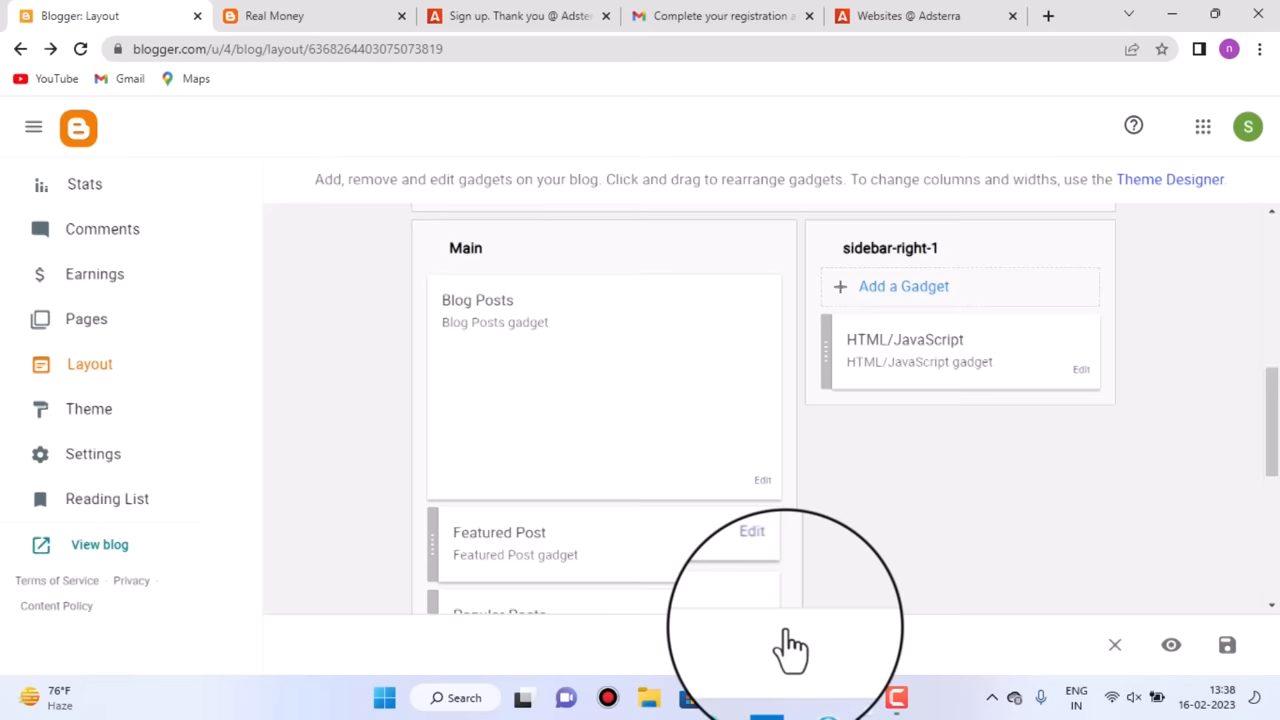 Blogger: Layout
Real Money
Sign up. Thank you @ Adster
Complete your registration a
Websites @ Adsterra
blogger.com/u/4/blog/layout/6368264403075073819
n
YouTube
Gmail
Maps
S
Stats
Comments
Earnings
Pages
Layout
Theme
Settings
Reading List
View blog
Terms of Service · Privacy ·
Content Policy
Add, remove and edit gadgets on your blog. Click and drag to rearrange gadgets. To change columns and widths, use the Theme Designer.
Main
Blog Posts
Blog Posts gadget
Edit
Featured Post
Featured Post gadget
Edit
Popular Posts
sidebar-right-1
Add a Gadget
HTML/JavaScript
HTML/JavaScript gadget
Edit
76°F
Haze
Search
ENG
IN
13:38
16-02-2023